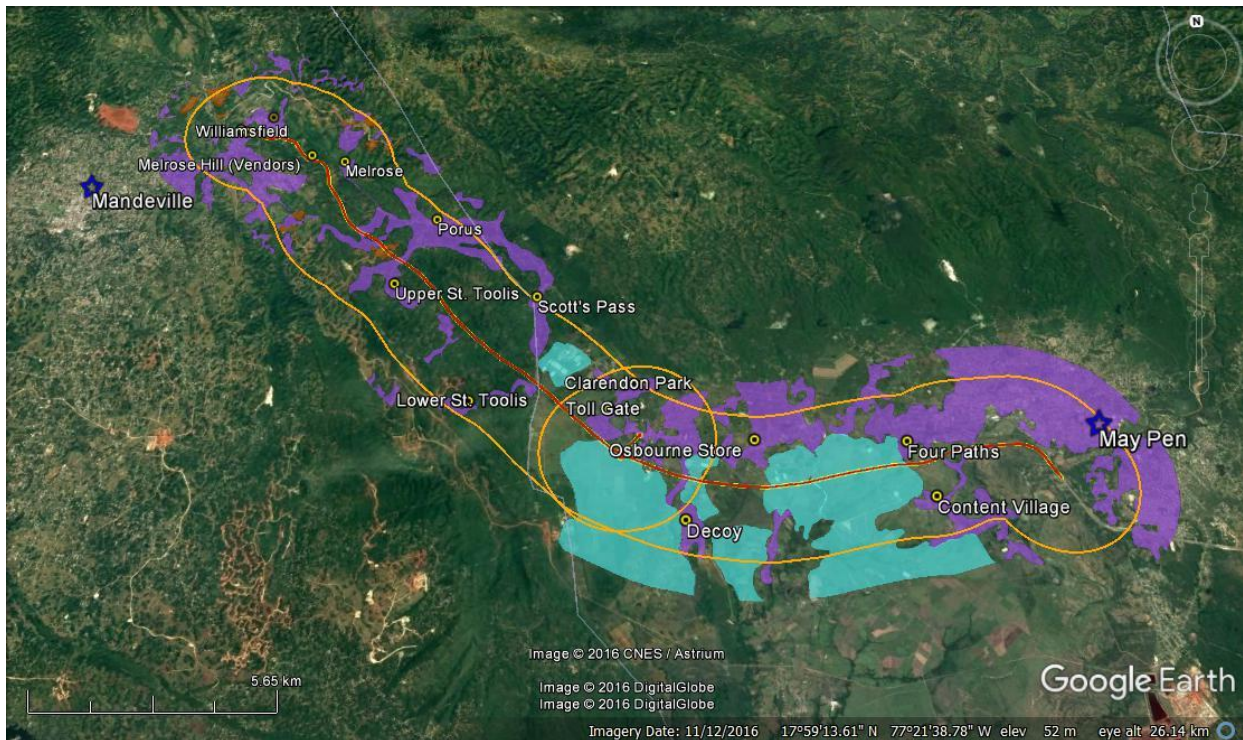 N
Williamsfield
Melrose Hill (Vendors)
Melrose
Mandeville
Porus
Upper St. Toolis
Scott's Pass
Clarendon Park
Lower St. Toolis
Toll Gate
May Pen
Osbourne Store
Four Paths
Content Village
Decoy
Image © 2016 CNES / Astrium
5.65 km
Image © 2016 DigitalGlobe
Image © 2016 DigitalGlobe
Google Earth
Imagery Date: 11/12/2016 17°59'13.61" N 77°21'38.78" W elev 52 m eye alt 26.14 km